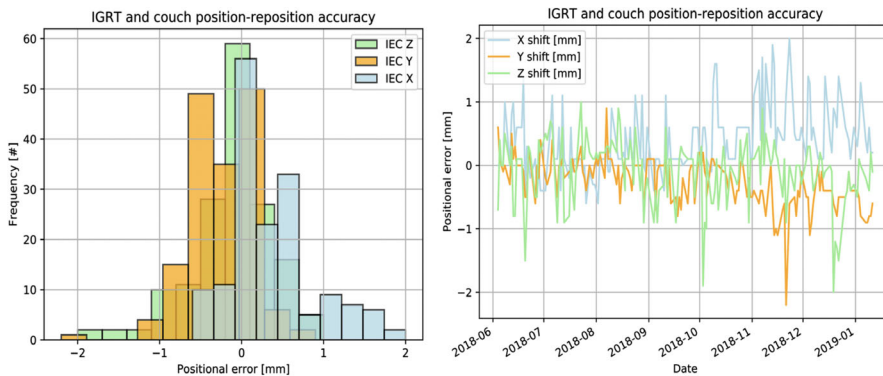 IGRT and couch position-reposition accuracy
IEC Z
IEC Y
IEC X
Frequency [#]
60
50
40
30
20
10
0
−2
−1
0
1
2
Positional error [mm]
IGRT and couch position-reposition accuracy
X shift [mm]
Y shift [mm]
Z shift [mm]
Positional error [mm]
2
1
0
−1
−2
2018-06
2018-07
2018-08
2018-09
2018-10
2018-11
2018-12
2019-01
Date